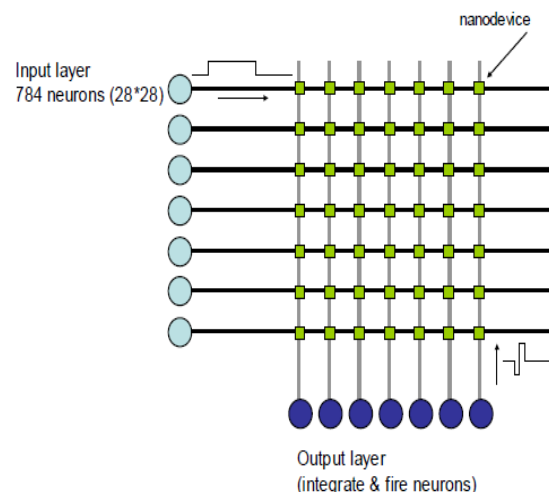 nanodevice
Input layer
784 neurons (28*28)
Output layer
(integrate & fire neurons)